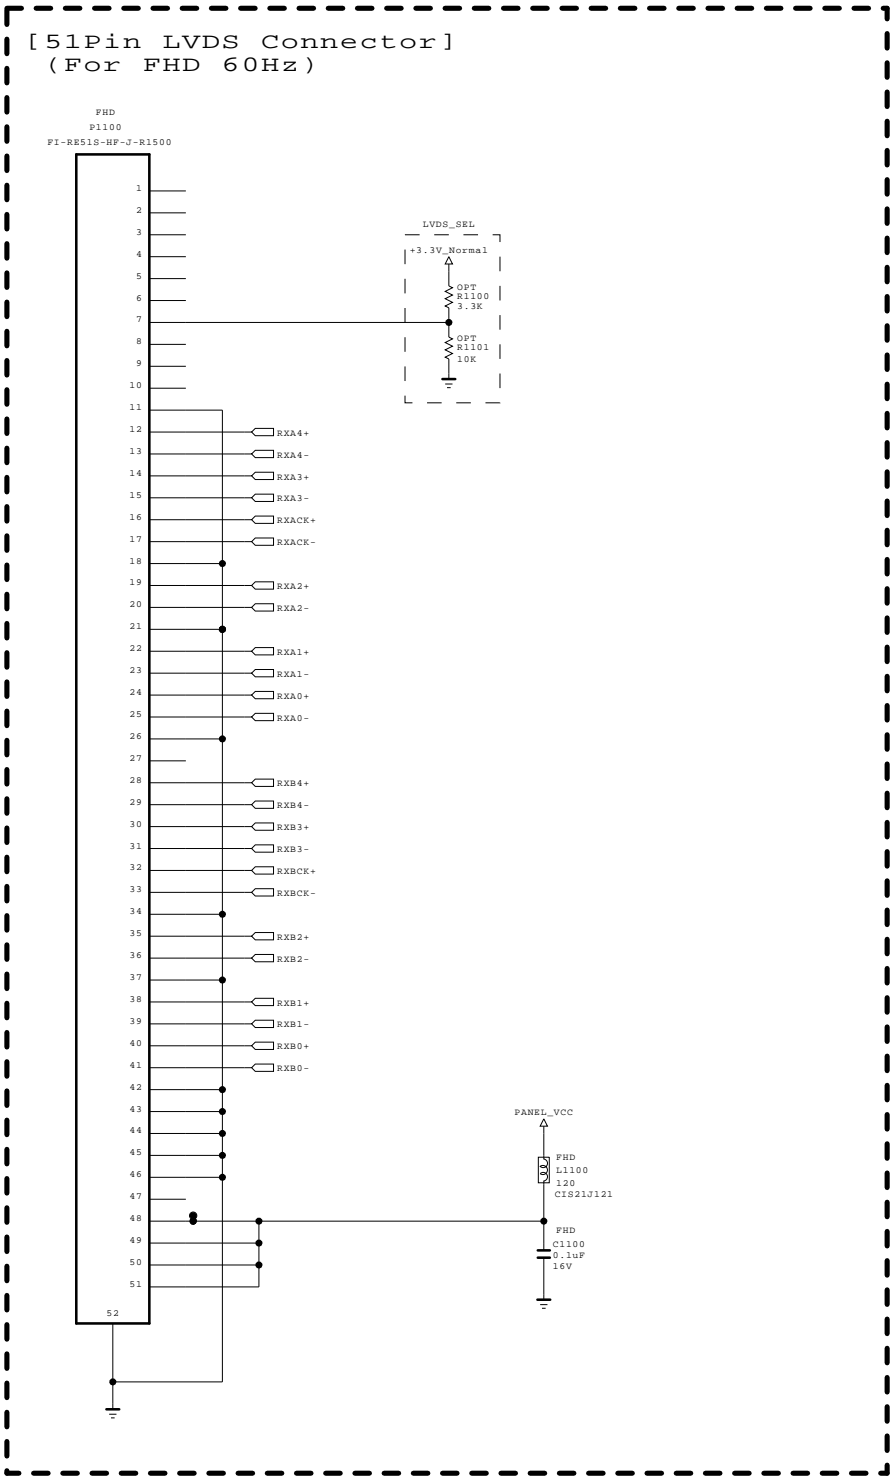 [51Pin LVDS Connector]
(For FHD 60Hz)
FHD
P1100
FI-RE51S-HF-J-R1500
1
2
3
4
5
6
7
8
9
10
11
12
13
14
15
16
17
18
19
20
21
22
23
24
25
26
27
28
29
30
31
32
33
34
35
36
37
38
39
40
41
42
43
44
45
46
47
48
49
50
51
52
LVDS_SEL
+3.3V_Normal
OPT
R1100
3.3K
OPT
R1101
10K
RXA4+
RXA4-
RXA3+
RXA3-
RXACK+
RXACK-
RXA2+
RXA2-
RXA1+
RXA1-
RXA0+
RXA0-
RXB4+
RXB4-
RXB3+
RXB3-
RXBCK+
RXBCK-
RXB2+
RXB2-
RXB1+
RXB1-
RXB0+
RXB0-
PANEL_VCC
FHD
L1100
120
CIS21J121
FHD
C1100
0.1uF
16V